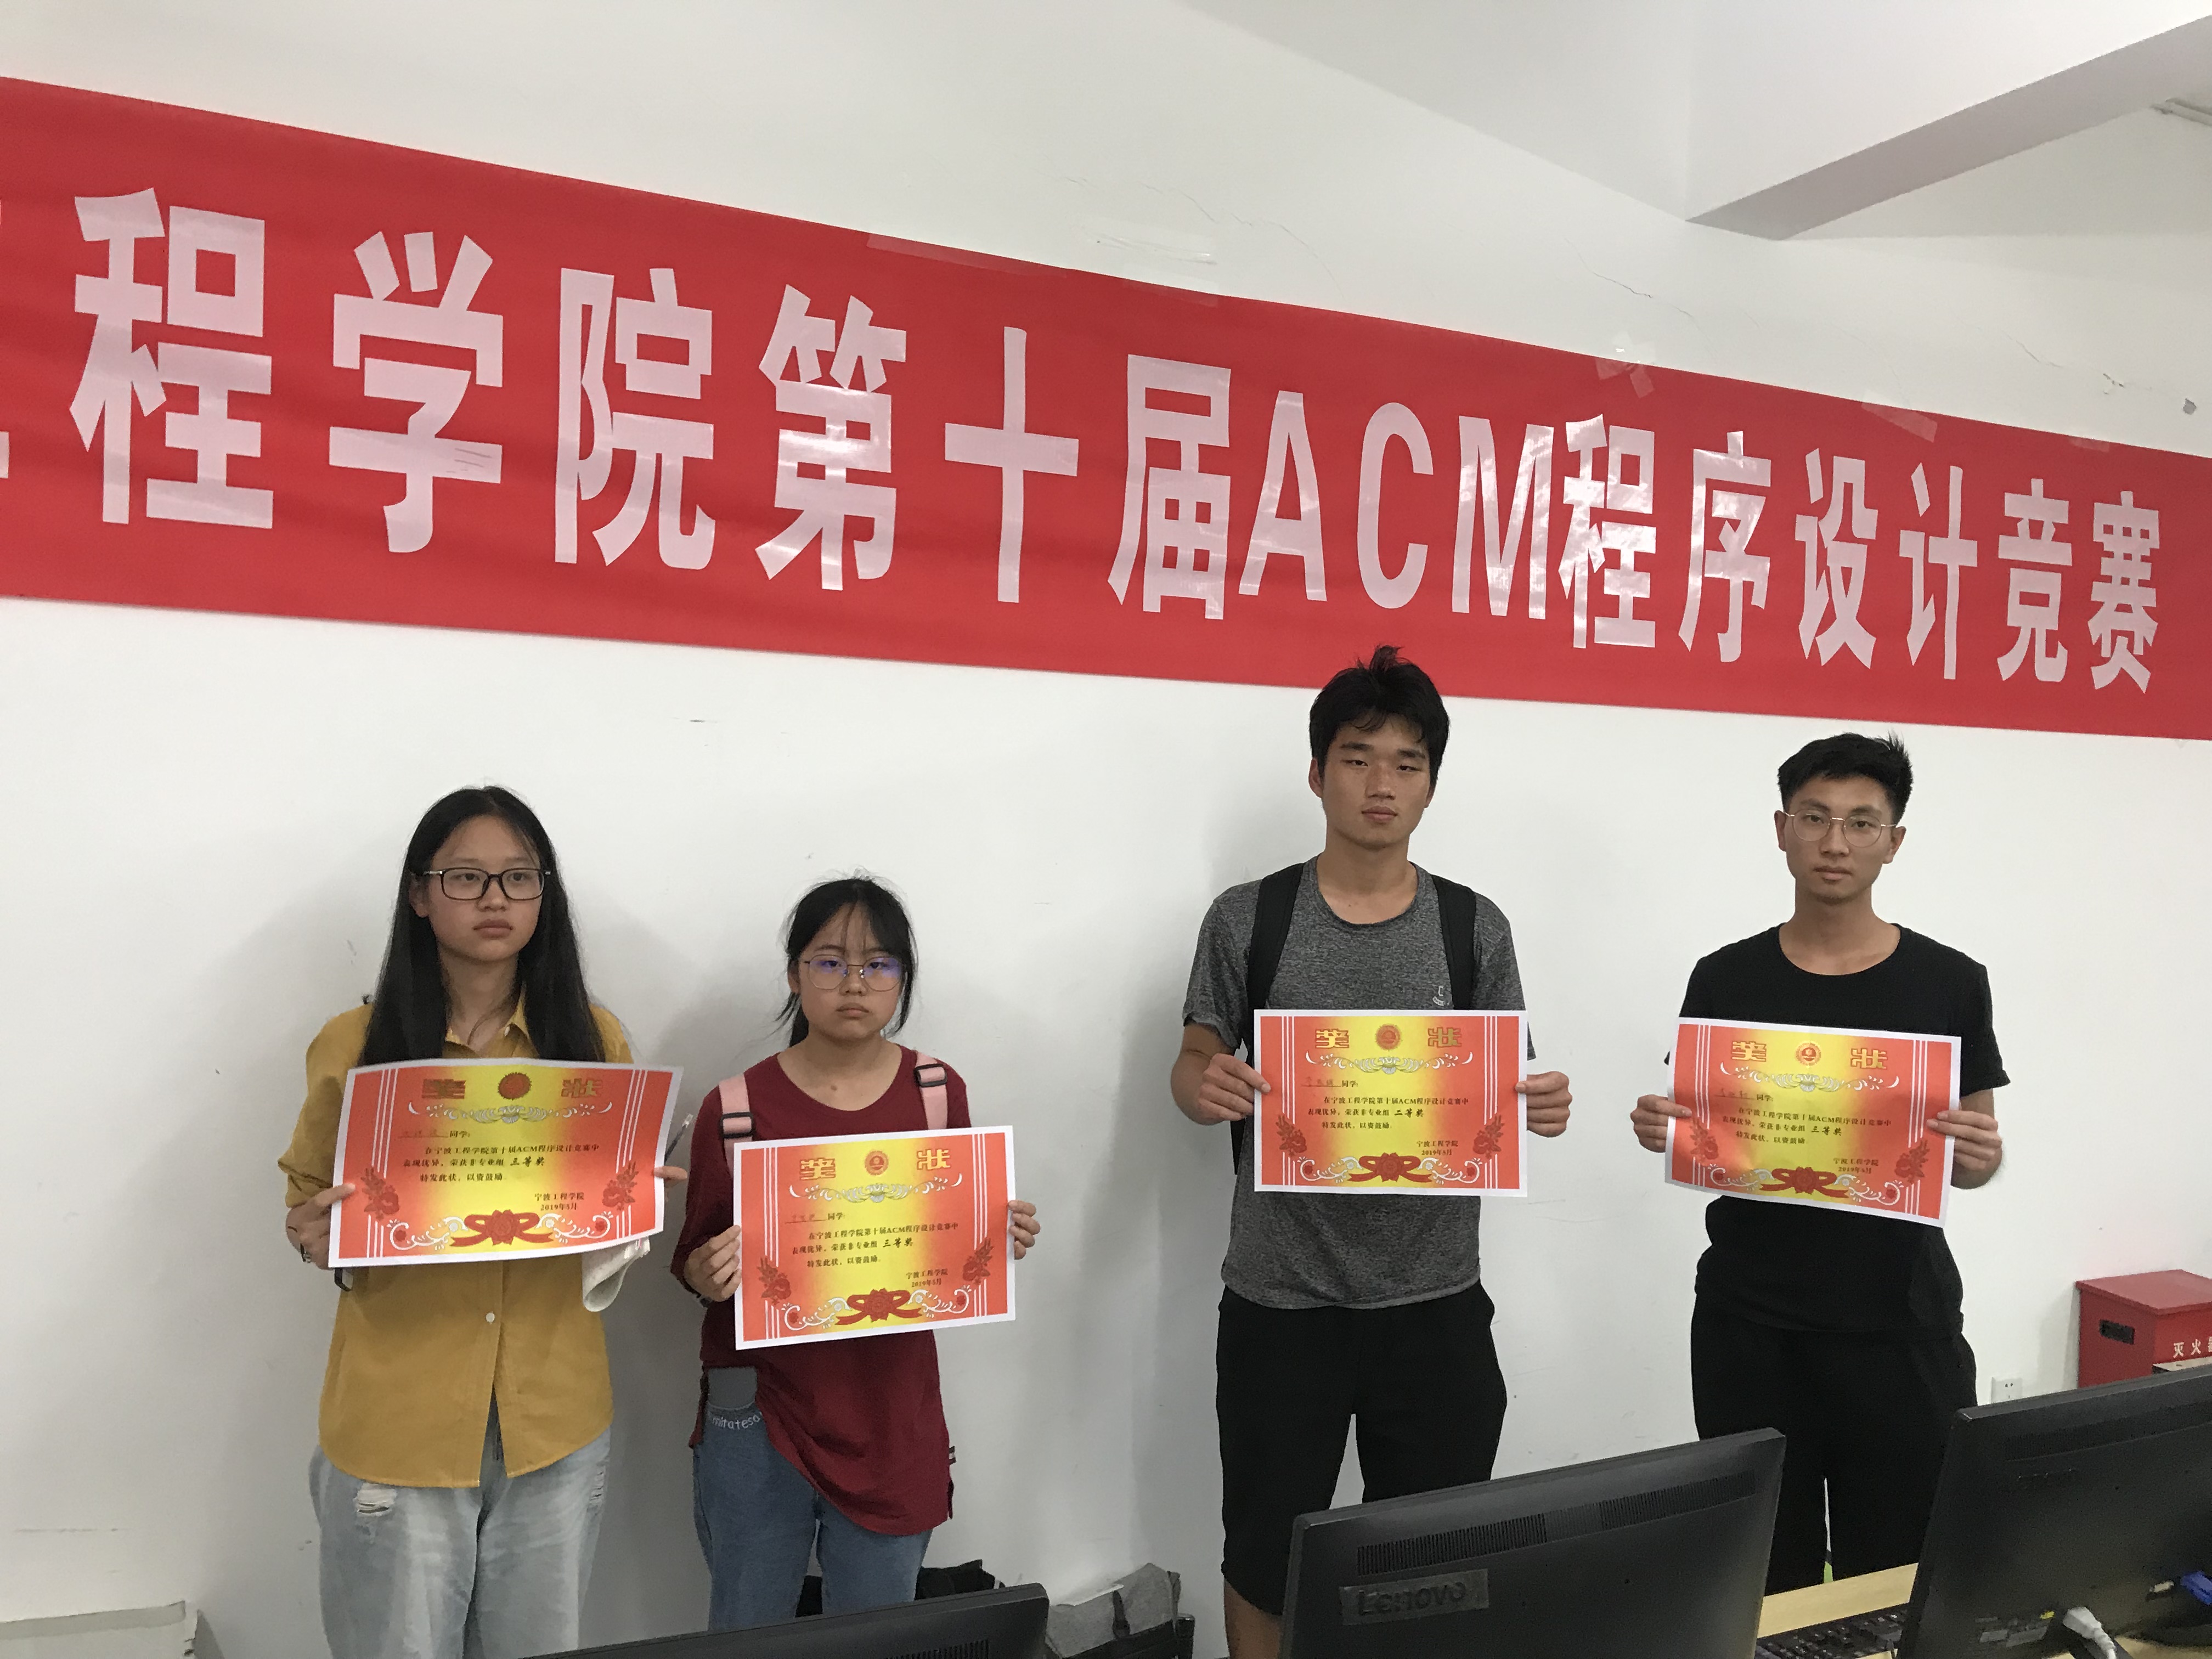 程学院第十届ACM程序设计竞赛
奖 状
同学:
在宁波工程学院第十届ACM程序设计竞赛中
表现优异,荣获非专业组 三等奖
特发此状,以资鼓励。
宁波工程学院
2019年5月
奖 状
同学:
在宁波工程学院第十届ACM程序设计竞赛中
表现优异,荣获非专业组 三等奖
特发此状,以资鼓励。
宁波工程学院
2019年5月
奖 状
同学:
在宁波工程学院第十届ACM程序设计竞赛中
表现优异,荣获非专业组 二等奖
特发此状,以资鼓励。
宁波工程学院
2019年5月
奖 状
同学:
在宁波工程学院第十届ACM程序设计竞赛中
表现优异,荣获非专业组 三等奖
特发此状,以资鼓励。
宁波工程学院
2019年5月
灭火
Lenovo